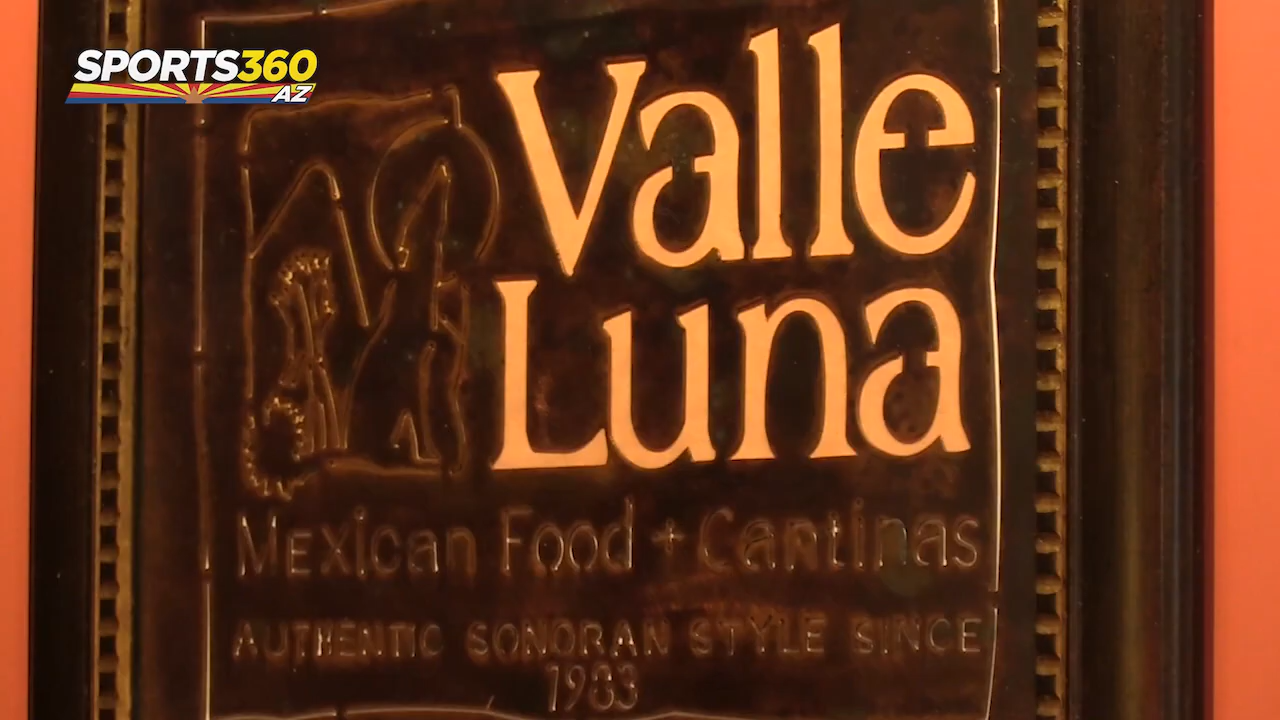 SPORTS360
AZ
Valle
Luna
Mexican Food + Cantinas
AUTHENTIC SONORAN STYLE SINCE
1983